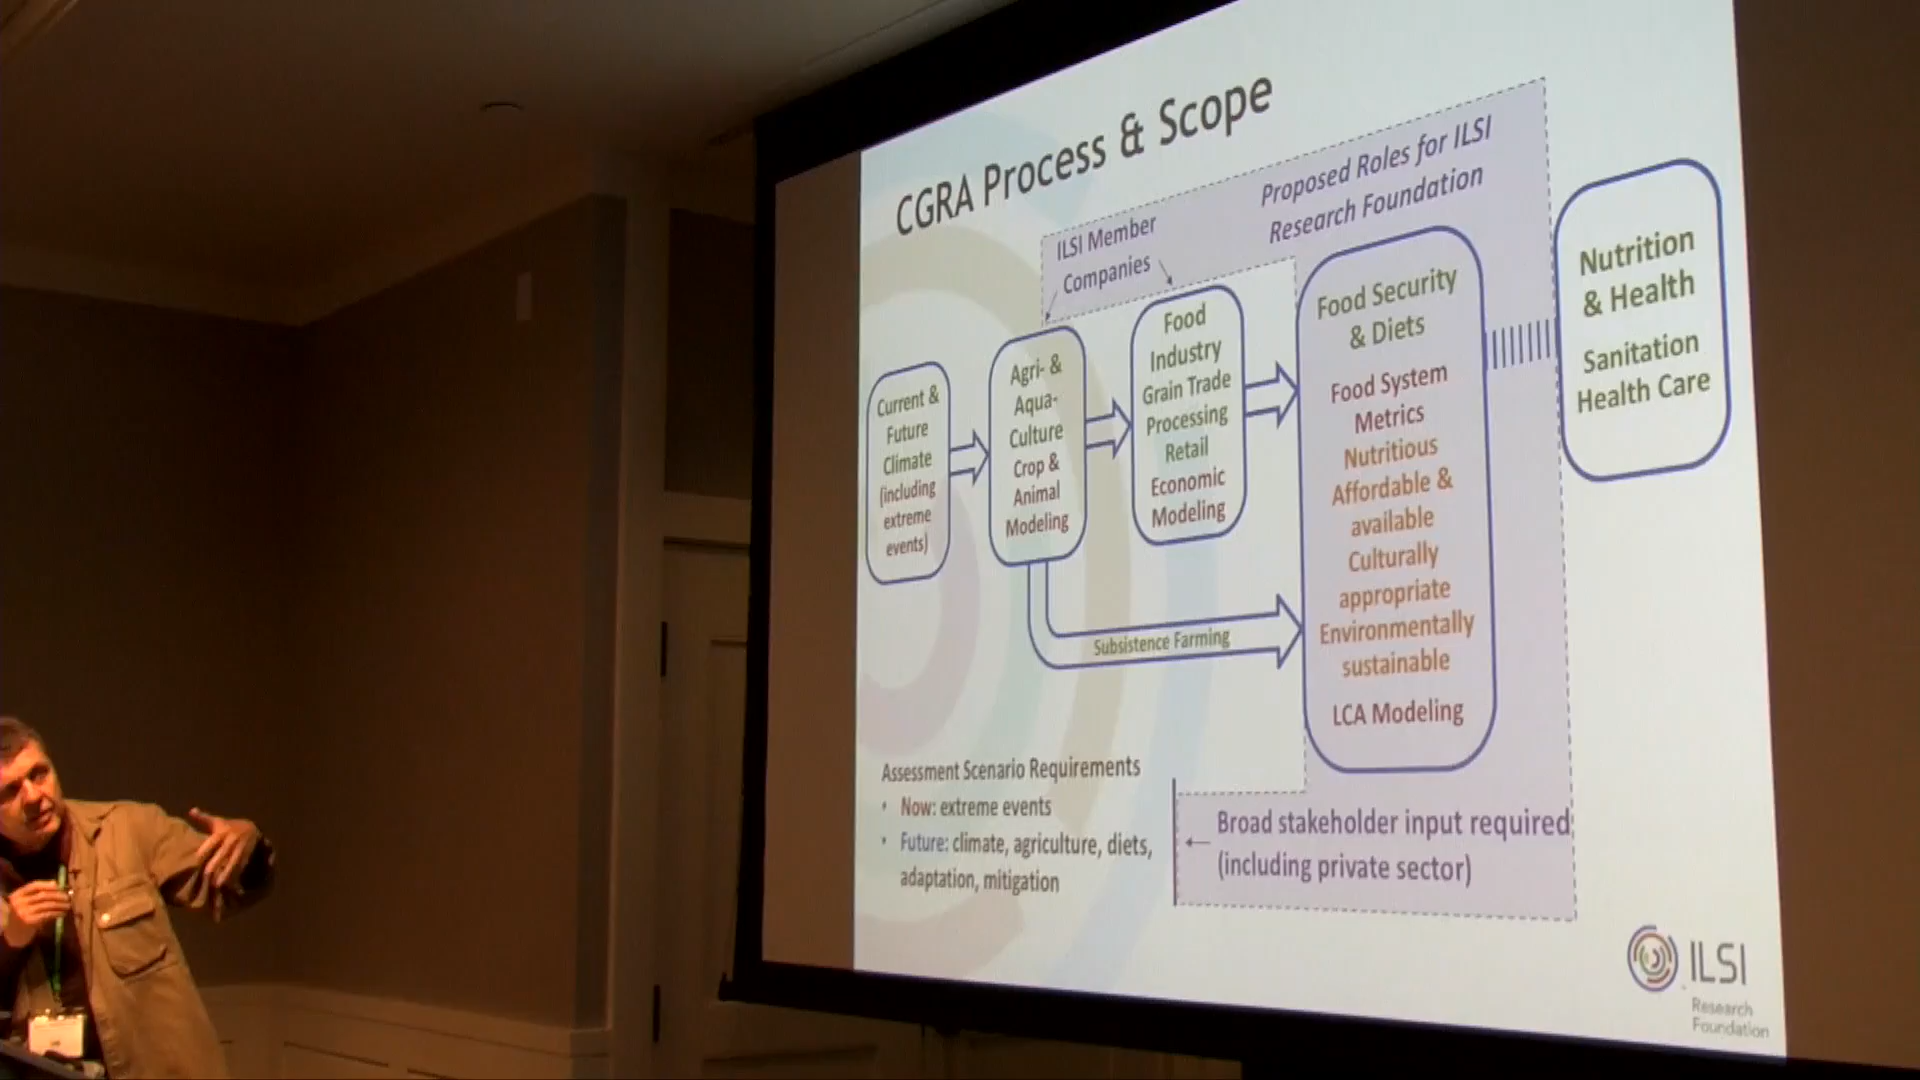 CGRA Process & Scope
Proposed Roles for ILSI
Research Foundation
ILSI Member
Companies
Current &
Future
Climate
(including
extreme
events)
Agri- &
Aqua-
Culture
Crop &
Animal
Modeling
Food
Industry
Grain Trade
Processing
Retail
Economic
Modeling
Food Security
& Diets
Food System
Metrics
Nutritious
Affordable &
available
Culturally
appropriate
Environmentally
sustainable
LCA Modeling
Nutrition
& Health
Sanitation
Health Care
Subsistence Farming
Assessment Scenario Requirements
• Now: extreme events
• Future: climate, agriculture, diets,
adaptation, mitigation
Broad stakeholder input required
(including private sector)
ILSI
Research
Foundation